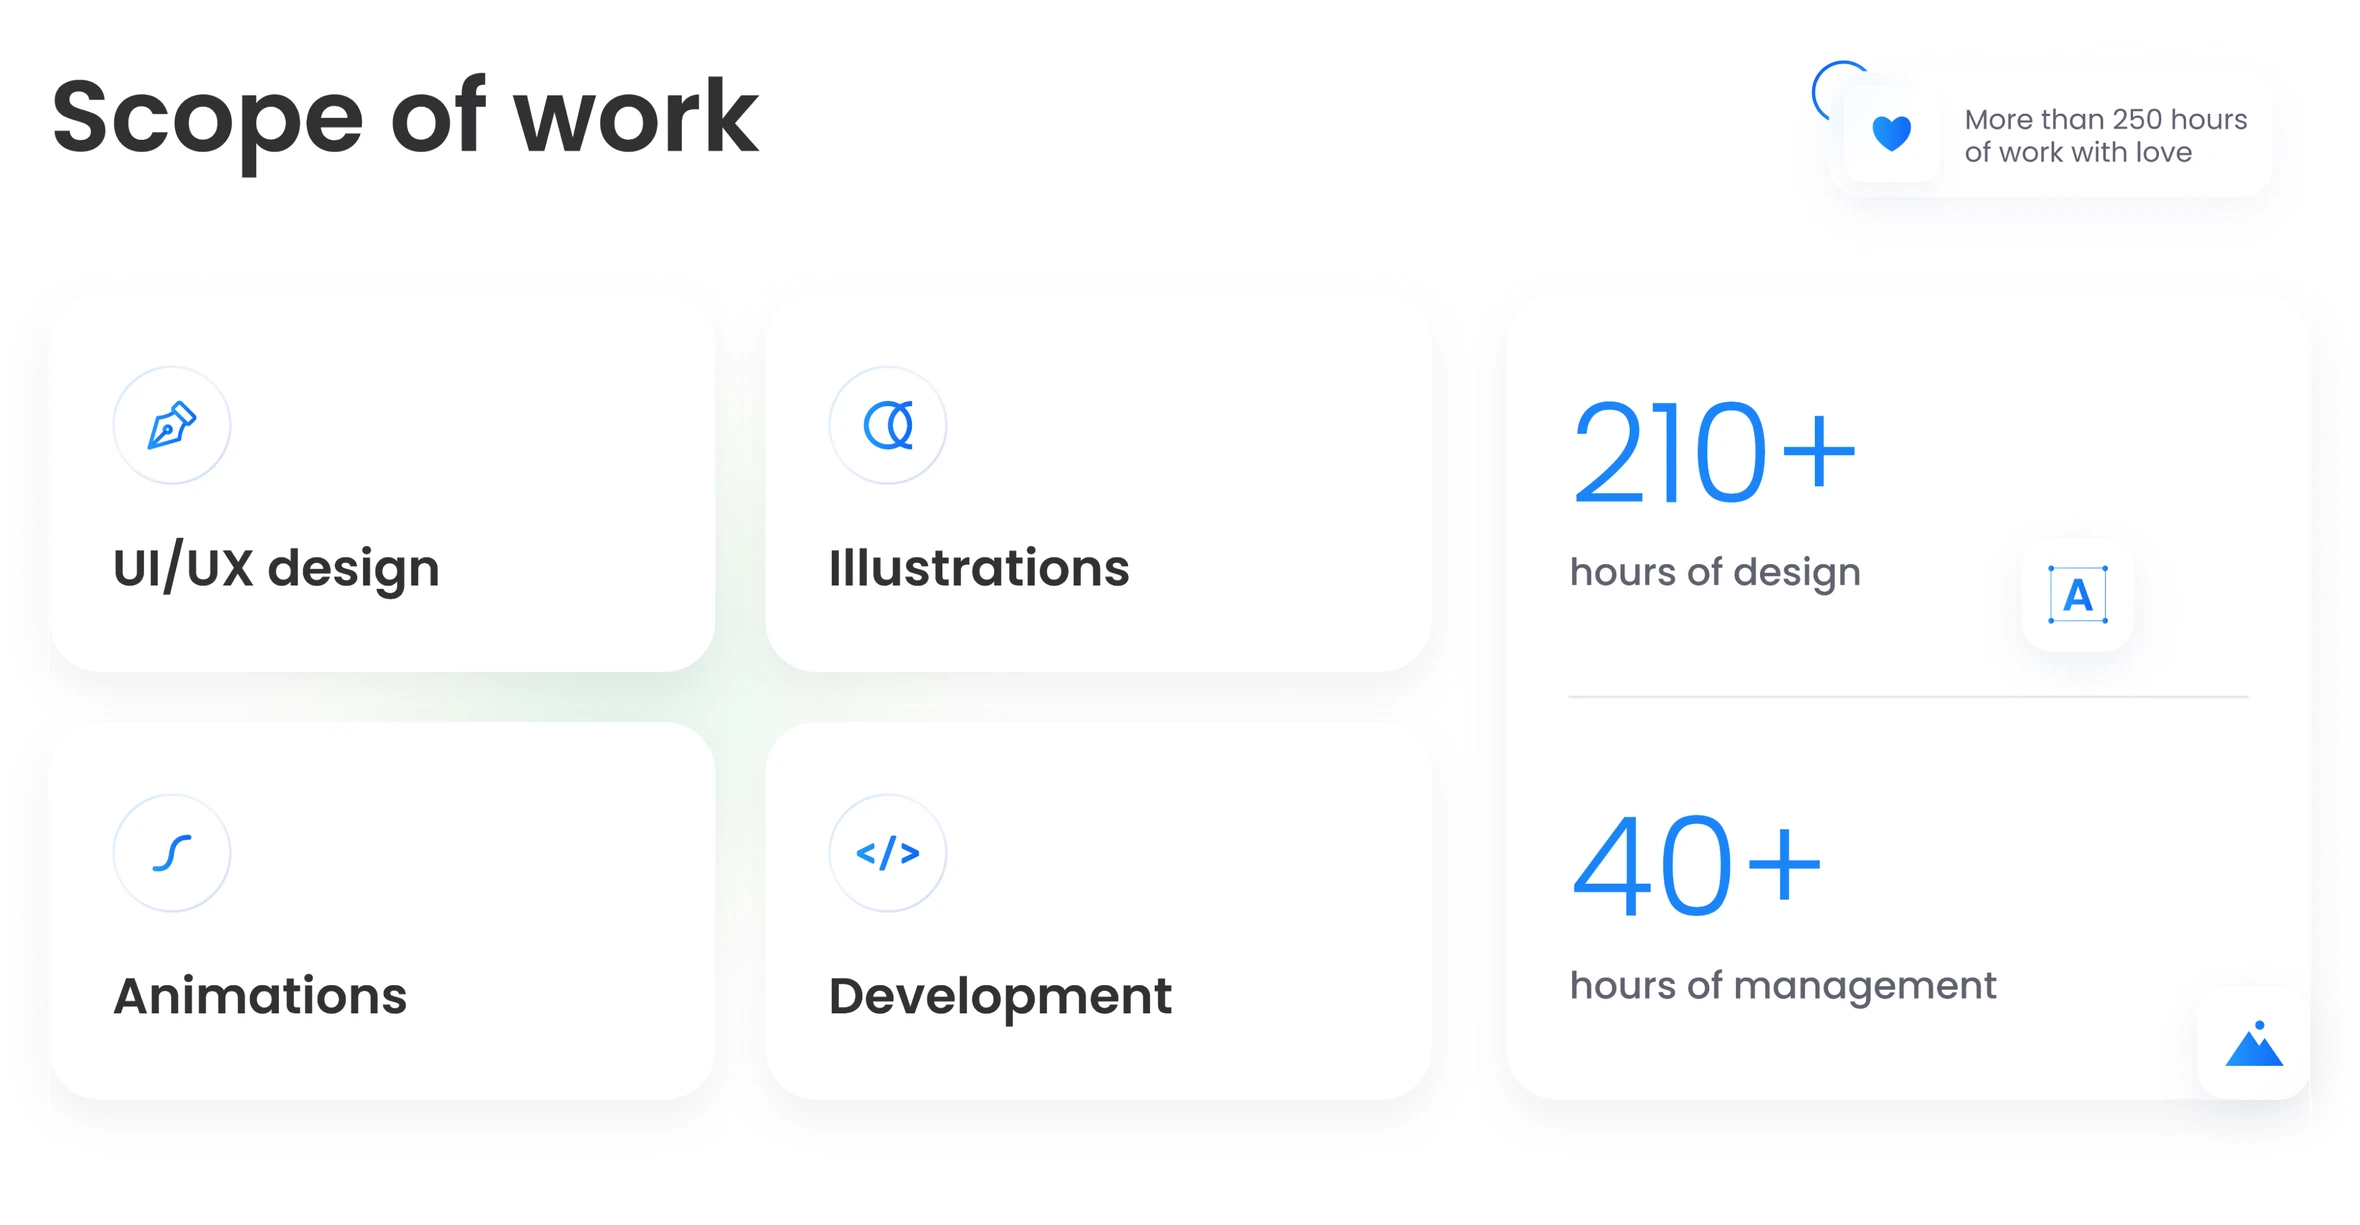 Scope of work
More than 250 hours
of work with love
UI/UX design
Illustrations
210+
hours of design
A
Animations
</>
Development
40+
hours of management